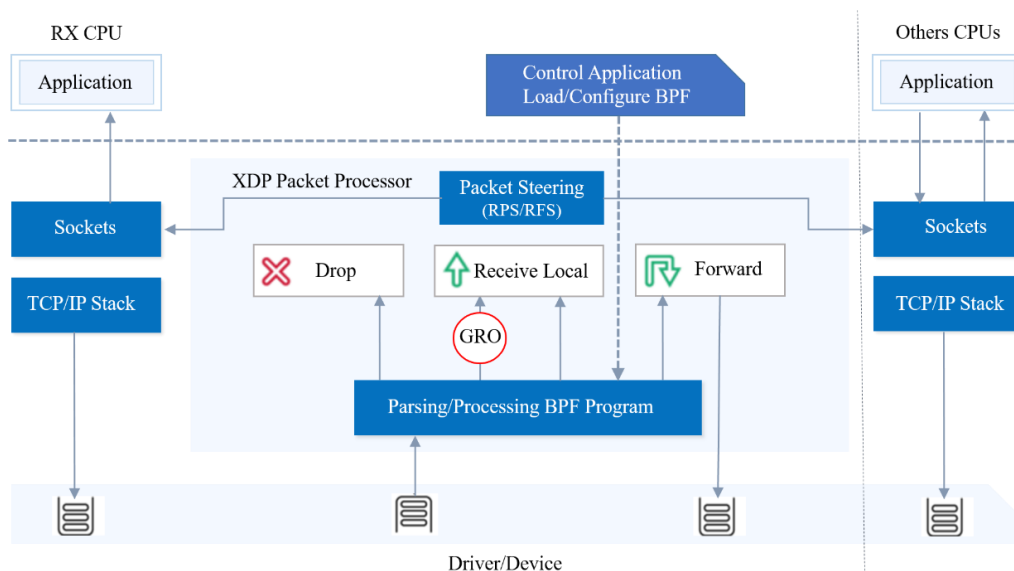 RX CPU
Others CPUs
Application
Control Application
Load/Configure BPF
Application
XDP Packet Processor
Packet Steering
(RPS/RFS)
Sockets
Sockets
Drop
Receive Local
Forward
TCP/IP Stack
TCP/IP Stack
GRO
Parsing/Processing BPF Program
Driver/Device